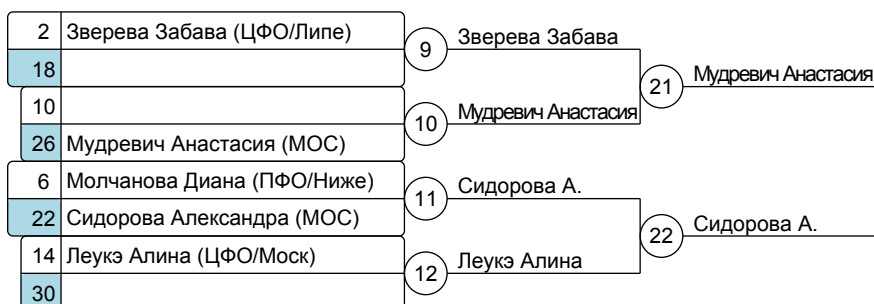 2 Зверева Забава (ЦФО/Липе)
9 Зверева Забава
18
21 Мудревич Анастасия
10
10 Мудревич Анастасия
26 Мудревич Анастасия (МОС)
6 Молчанова Диана (ПФО/Ниже)
11 Сидорова А.
22 Сидорова Александра (МОС)
22 Сидорова А.
14 Леукэ Алина (ЦФО/Моск)
12 Леукэ Алина
30